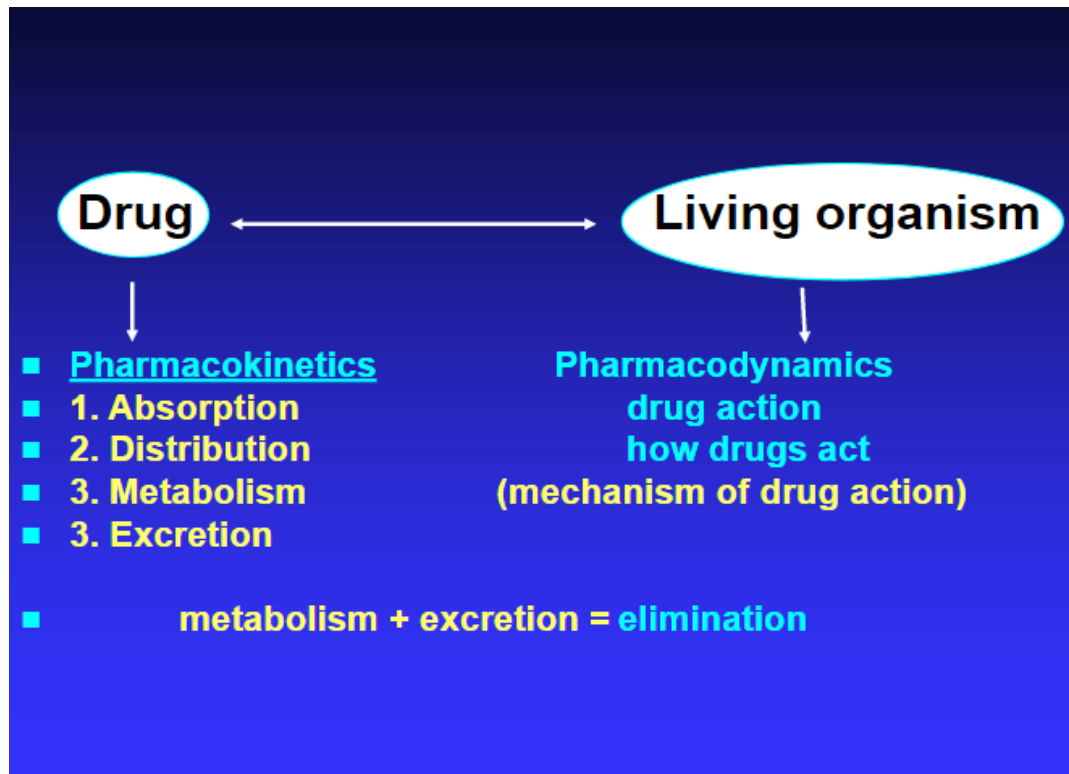 Drug
Living organism
Pharmacokinetics Pharmacodynamics
1. Absorption drug action
2. Distribution how drugs act
3. Metabolism (mechanism of drug action)
3. Excretion
metabolism + excretion = elimination